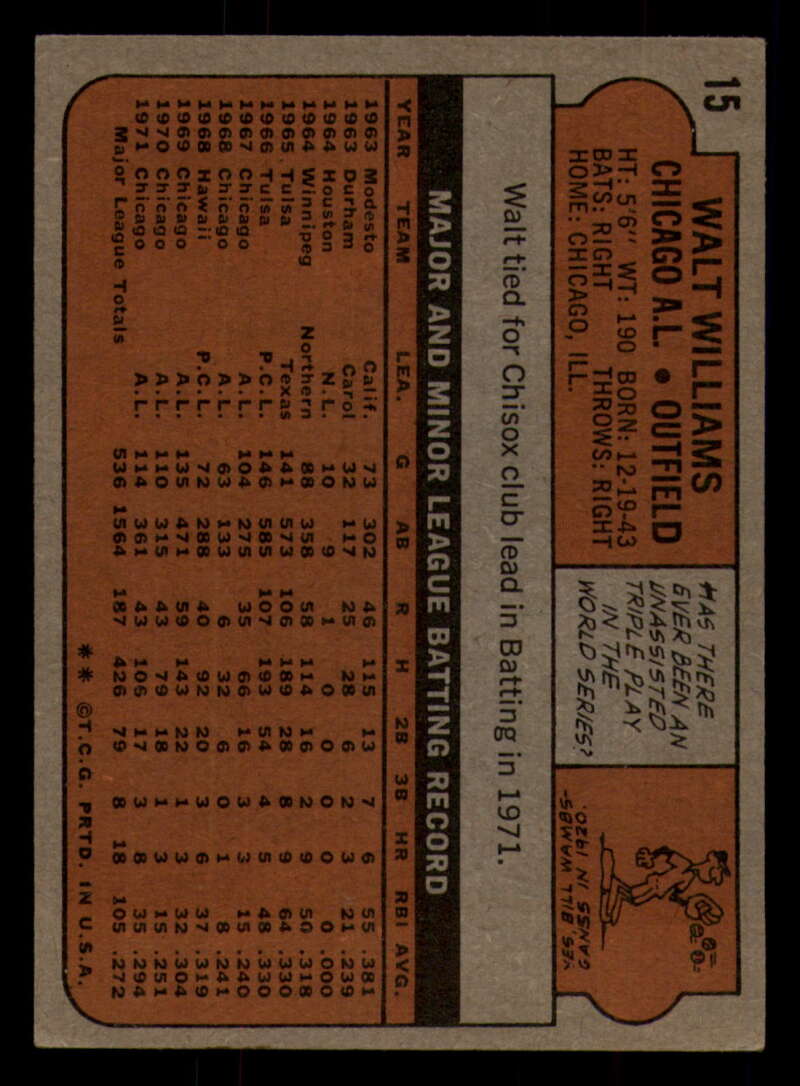 15
WALT WILLIAMS
CHICAGO A.L. • OUTFIELD
HT: 5'6" WT: 190 BORN: 12-19-43
BATS: RIGHT THROWS: RIGHT
HOME: CHICAGO, ILL.
HAS THERE
EVER BEEN AN
UNASSISTED
TRIPLE PLAY
IN THE
WORLD SERIES?
YES, BILL WAMBS-
GANSS IN 1920.
Walt tied for Chisox club lead in Batting in 1971.
MAJOR AND MINOR LEAGUE BATTING RECORD
YEAR TEAM LEA. G AB R H 2B 3B HR RBI AVG.
1963 Modesto Calif. 73 302 46 115 13 7 6 55 .381
1963 Durham Carol 32 117 25 28 6 2 3 21 .239
1964 Houston N.L. 10 9 1 0 0 0 0 0 .000
1964 Winnipeg Northern 88 358 58 114 16 2 9 50 .318
1965 Tulsa Texas 141 573 106 189 28 8 9 64 .330
1966 Tulsa P.C.L. 146 585 107 193 54 4 5 48 .330
1967 Chicago A.L. 104 275 35 66 16 3 3 15 .240
1968 Chicago A.L. 63 133 6 32 6 0 1 8 .241
1968 Hawaii P.C.L. 72 288 40 92 20 3 6 37 .319
1969 Chicago A.L. 135 471 59 143 22 1 3 32 .304
1970 Chicago A.L. 110 315 43 79 18 1 3 15 .251
1971 Chicago A.L. 114 361 43 106 17 3 8 35 .294
Major League Totals 536 1564 187 426 79 8 18 105 .272
** ©T.C.G. PRTD. IN U.S.A.